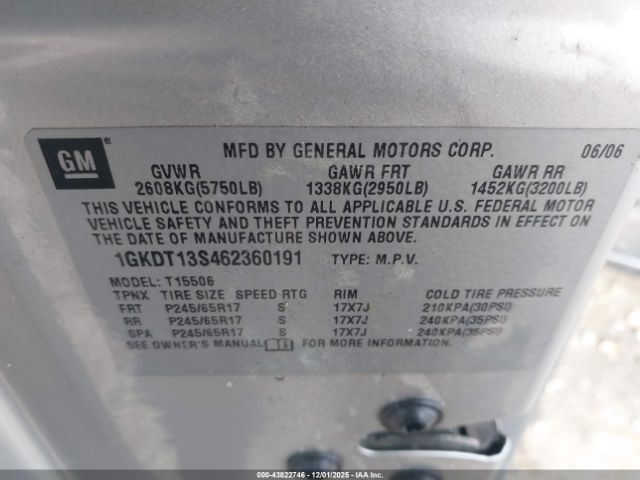 GM
MFD BY GENERAL MOTORS CORP. 06/06
GVWR GAWR FRT GAWR RR
2608KG(5750LB) 1338KG(2950LB) 1452KG(3200LB)
THIS VEHICLE CONFORMS TO ALL APPLICABLE U.S. FEDERAL MOTOR
VEHICLE SAFETY AND THEFT PREVENTION STANDARDS IN EFFECT ON
THE DATE OF MANUFACTURE SHOWN ABOVE.
1GKDT13S462360191 TYPE: M.P.V.
MODEL: T15506
TPNX TIRE SIZE SPEED RTG RIM COLD TIRE PRESSURE
FRT P245/65R17 S 17X7J 210KPA(30PSI)
RR P245/65R17 S 17X7J 240KPA(35PSI)
SPA P245/65R17 S 17X7J 240KPA(35PSI)
SEE OWNER'S MANUAL FOR MORE INFORMATION.
000-43822746 - 12/01/2025 - IAAI.COM